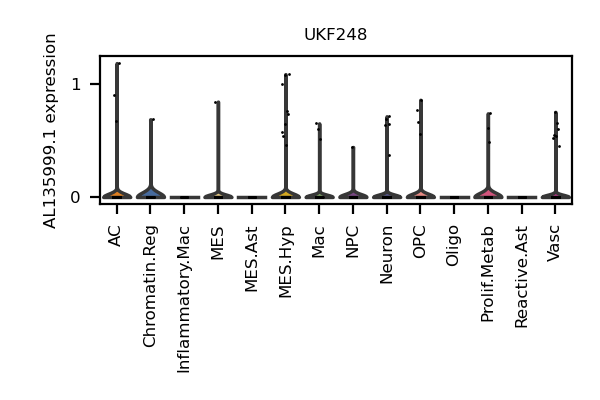 UKF248
AL135999.1 expression
1
0
AC
Chromatin.Reg
Inflammatory.Mac
MES
MES.Ast
MES.Hyp
Mac
NPC
Neuron
OPC
Oligo
Prolif.Metab
Reactive.Ast
Vasc